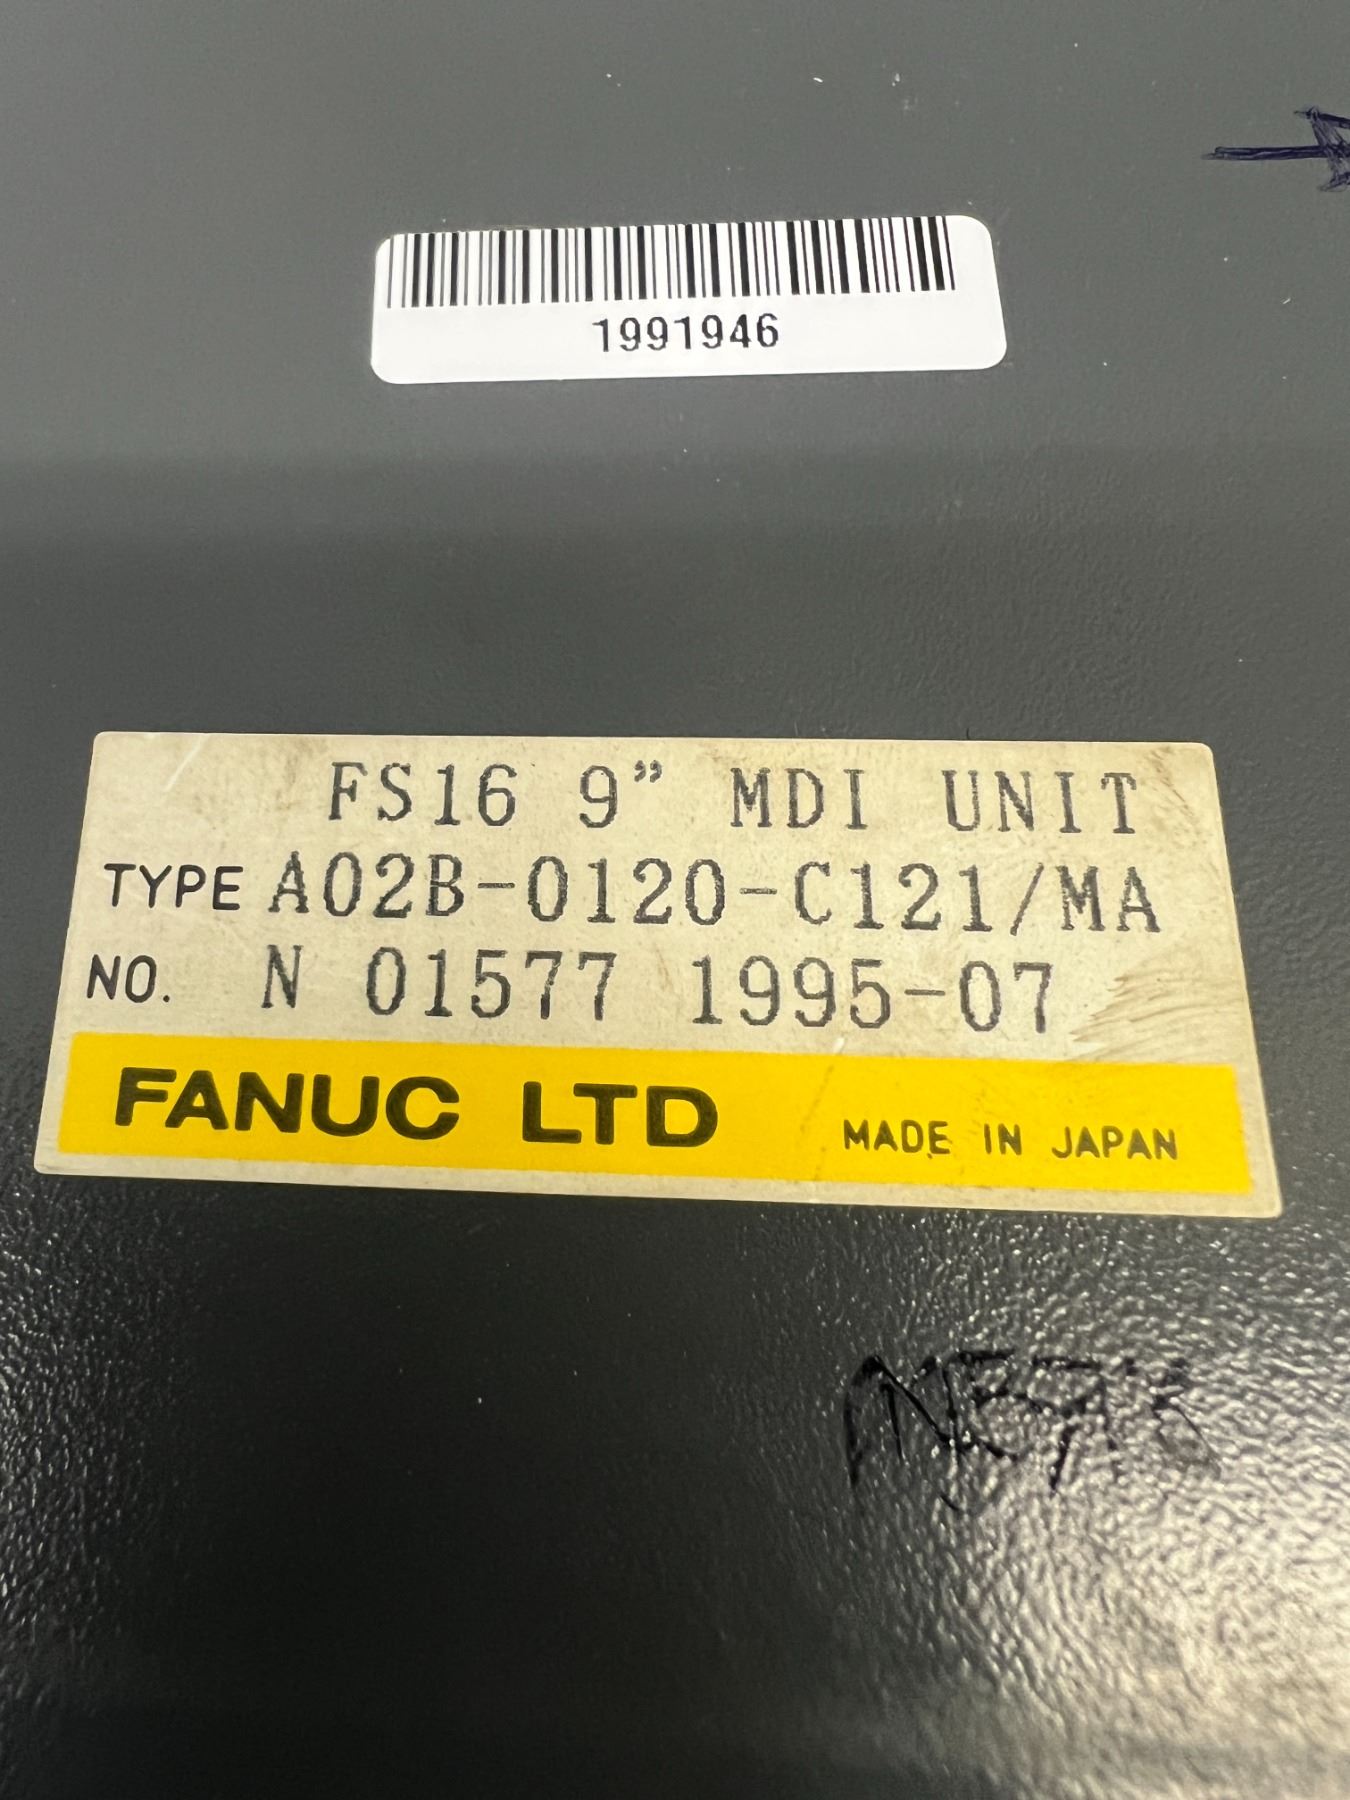 1991946
FS16 9” MDI UNIT
TYPE A02B-0120-C121/MA
NO. N 01577 1995-07
FANUC LTD MADE IN JAPAN